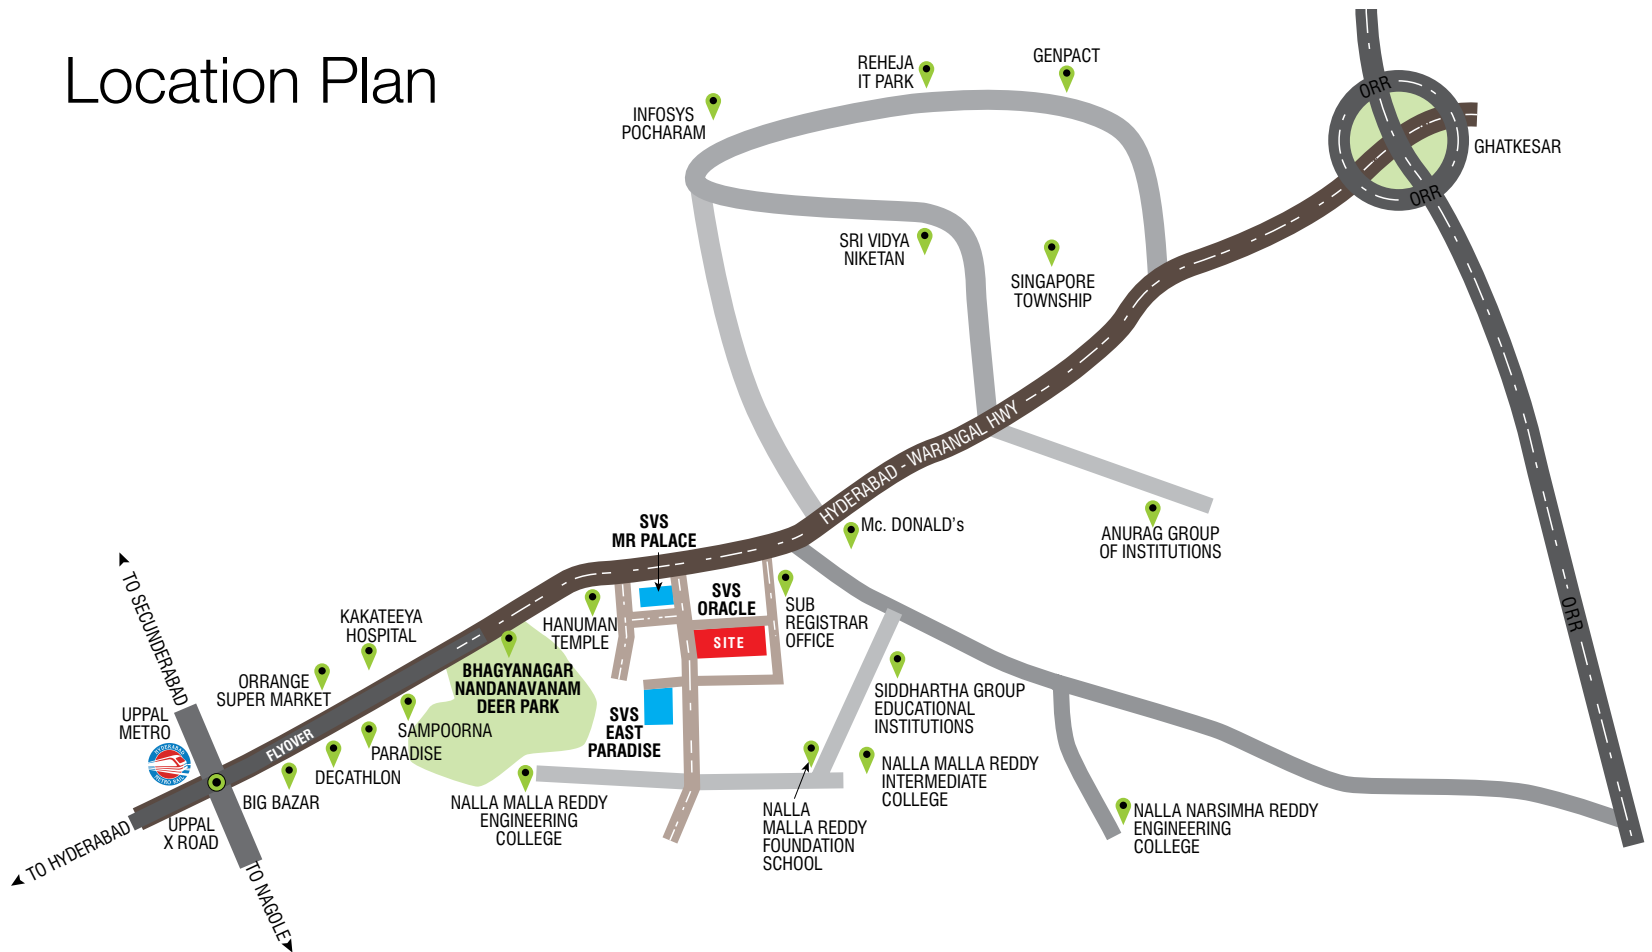 Location Plan
REHEJA
IT PARK
GENPACT
INFOSYS
POCHARAM
ORR
GHATKESAR
ORR
SRI VIDYA
NIKETAN
SINGAPORE
TOWNSHIP
HYDERABAD - WARANGAL HWY
Mc. DONALD's
ANURAG GROUP
OF INSTITUTIONS
SVS
MR PALACE
SVS
ORACLE
SITE
SUB
REGISTRAR
OFFICE
HANUMAN
TEMPLE
ORR
TO SECUNDERABAD
KAKATEEYA
HOSPITAL
ORRANGE
SUPER MARKET
BHAGYANAGAR
NANDANAVANAM
DEER PARK
SVS
EAST
PARADISE
SIDDHARTHA GROUP
EDUCATIONAL
INSTITUTIONS
UPPAL
METRO
HYDERABAD
METRO RAIL
FLYOVER
SAMPOORNA
PARADISE
DECATHLON
BIG BAZAR
NALLA MALLA REDDY
ENGINEERING
COLLEGE
NALLA
MALLA REDDY
FOUNDATION
SCHOOL
NALLA MALLA REDDY
INTERMEDIATE
COLLEGE
NALLA NARSIMHA REDDY
ENGINEERING
COLLEGE
UPPAL
X ROAD
TO HYDERABAD
TO NAGOLE